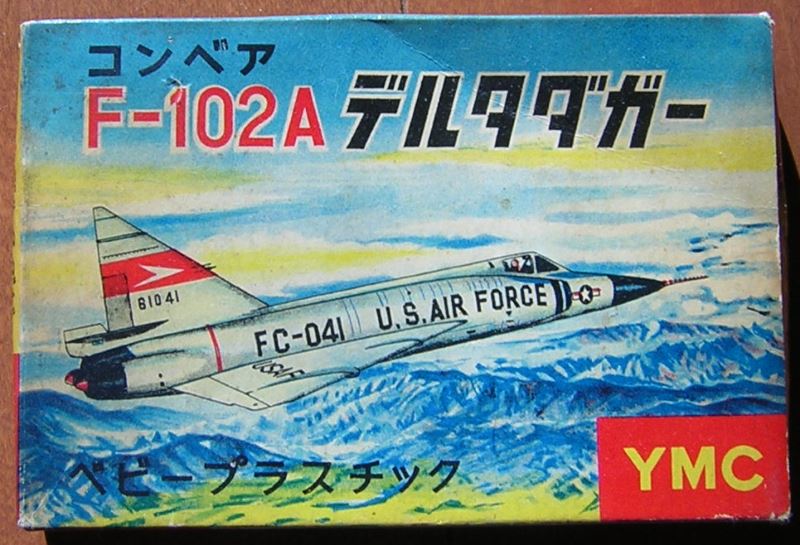 コンベア
F-102A デルタダガー
61041
FC-041 U.S. AIR FORCE
USAF
ベビープラスチック
YMC